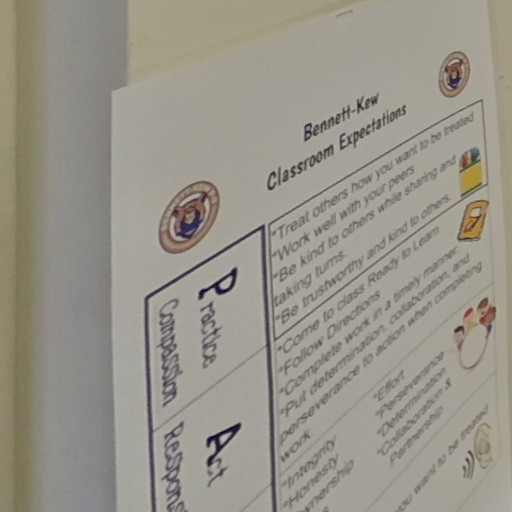 Bennett-Kew
Classroom Expectations
Practice
Compassion
*Treat others how you want to be treated
*Work well with your peers
*Be kind to others while sharing and
taking turns.
*Be trustworthy and kind to others.
Act
*Come to class Ready to Learn
*Follow Directions
*Complete work in a timely manner.
*Put determination, collaboration, and
perseverance to action when completing
work.
*Integrity
*Honesty
*Effort
*Perseverance
*Determination
*Collaboration &
Partnership
you want to be treated